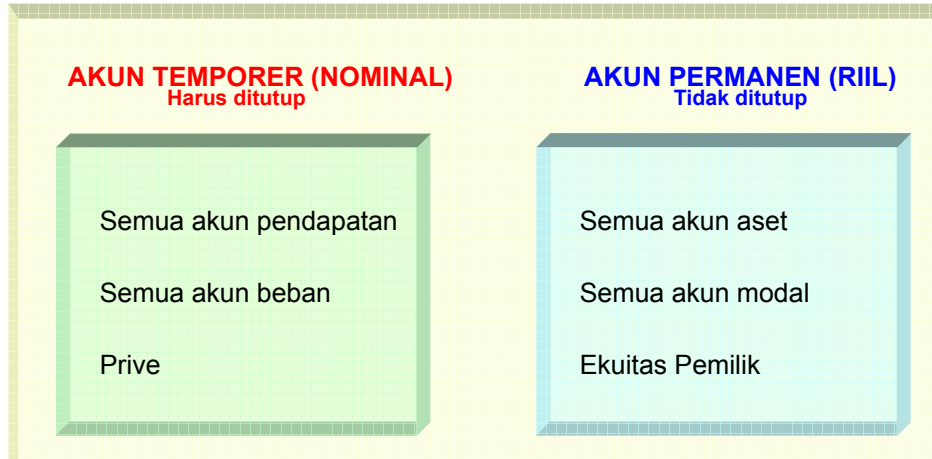 AKUN TEMPORER (NOMINAL)
Harus ditutup
Semua akun pendapatan
Semua akun beban
Prive
AKUN PERMANEN (RIIL)
Tidak ditutup
Semua akun aset
Semua akun modal
Ekuitas Pemilik